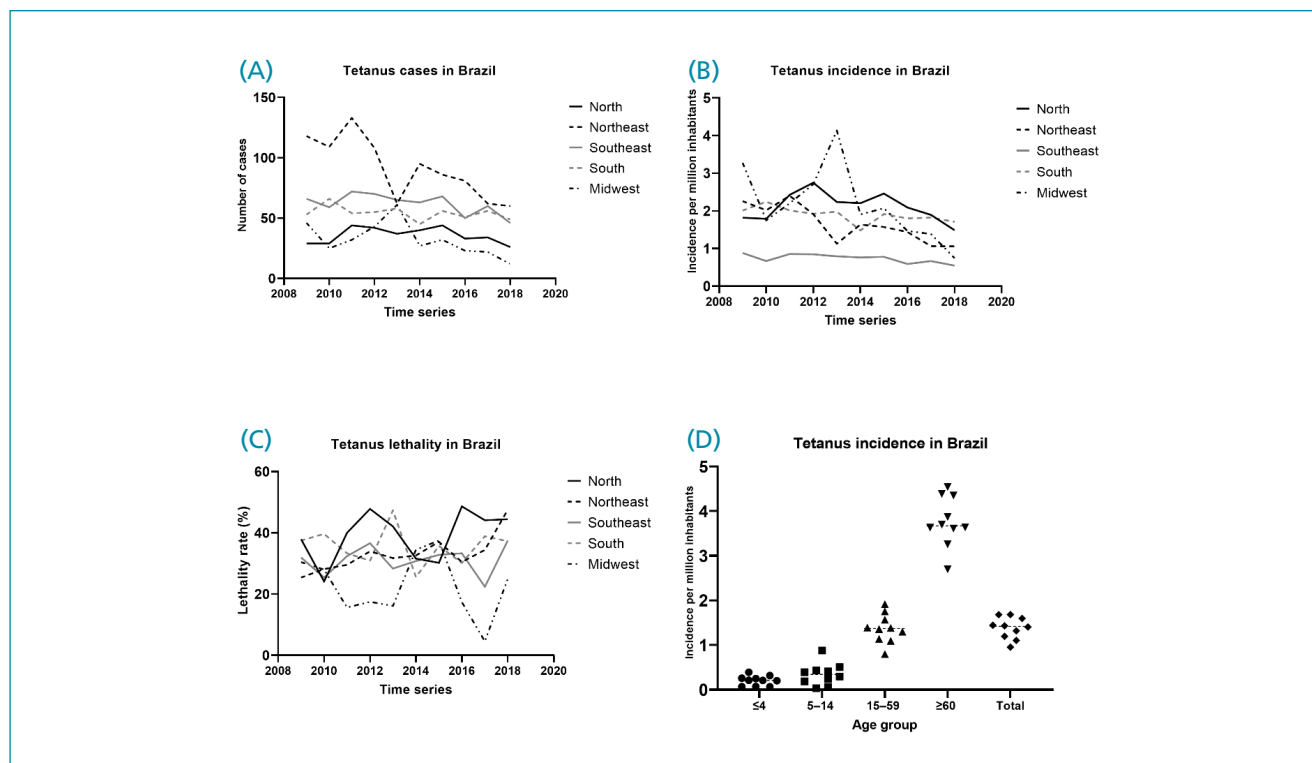 (A)
Tetanus cases in Brazil
Number of cases
150
100
50
0
2008 2010 2012 2014 2016 2018 2020
Time series
North
Northeast
Southeast
South
Midwest
(B)
Tetanus incidence in Brazil
Incidence per million inhabitants
5
4
3
2
1
0
2008 2010 2012 2014 2016 2018 2020
Time series
North
Northeast
Southeast
South
Midwest
(C)
Tetanus lethality in Brazil
Lethality rate (%)
60
40
20
0
2008 2010 2012 2014 2016 2018 2020
Time series
North
Northeast
Southeast
South
Midwest
(D)
Tetanus incidence in Brazil
Incidence per million inhabitants
5
4
3
2
1
0
≤4 5–14 15–59 ≥60 Total
Age group